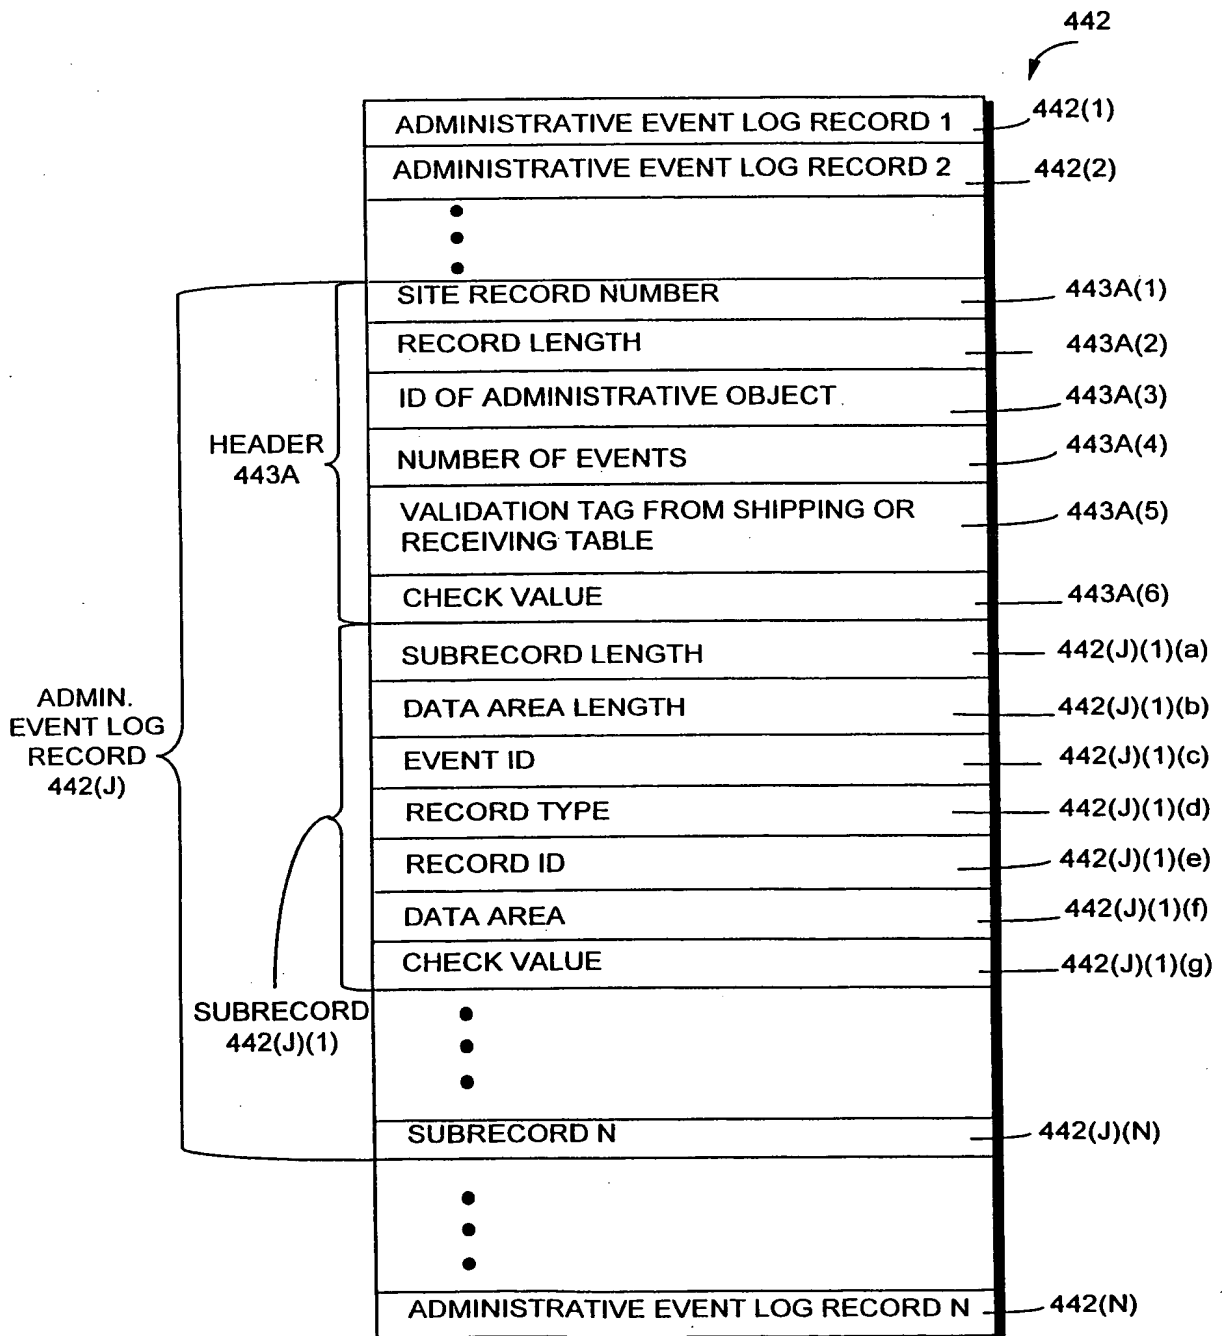 442
ADMINISTRATIVE EVENT LOG RECORD 1
442(1)
ADMINISTRATIVE EVENT LOG RECORD 2
442(2)
SITE RECORD NUMBER
443A(1)
RECORD LENGTH
443A(2)
ID OF ADMINISTRATIVE OBJECT
443A(3)
HEADER
443A
NUMBER OF EVENTS
443A(4)
VALIDATION TAG FROM SHIPPING OR
RECEIVING TABLE
443A(5)
CHECK VALUE
443A(6)
SUBRECORD LENGTH
442(J)(1)(a)
ADMIN.
EVENT LOG
RECORD
442(J)
DATA AREA LENGTH
442(J)(1)(b)
EVENT ID
442(J)(1)(c)
RECORD TYPE
442(J)(1)(d)
RECORD ID
442(J)(1)(e)
DATA AREA
442(J)(1)(f)
CHECK VALUE
442(J)(1)(g)
SUBRECORD
442(J)(1)
SUBRECORD N
442(J)(N)
ADMINISTRATIVE EVENT LOG RECORD N
442(N)